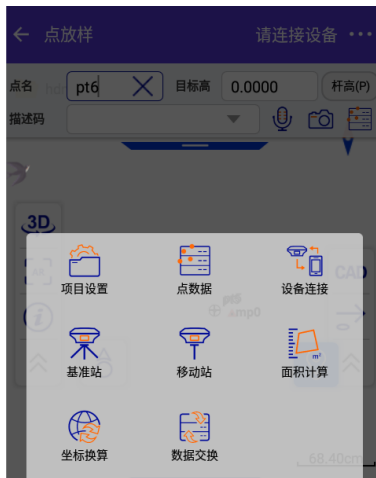 点放样 请连接设备
点名 pt6 目标高 0.0000 杆高(P)
描述码
3D
项目设置 点数据 设备连接
CAD
pt5
mp0
基准站 移动站 面积计算
m²
坐标换算 数据交换
68.40cm